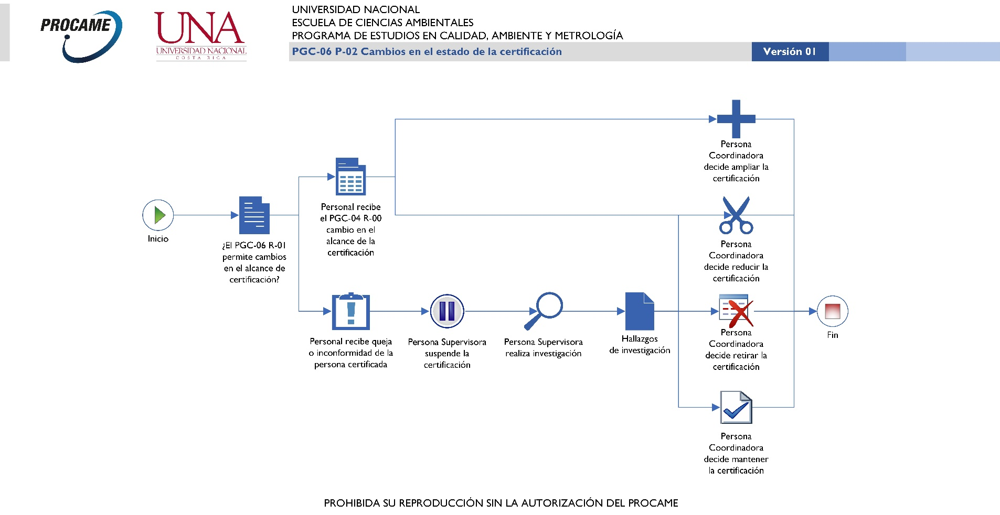 PROCAME
UNA
UNIVERSIDAD NACIONAL
COSTA RICA
UNIVERSIDAD NACIONAL
ESCUELA DE CIENCIAS AMBIENTALES
PROGRAMA DE ESTUDIOS EN CALIDAD, AMBIENTE Y METROLOGÍA
PGC-06 P-02 Cambios en el estado de la certificación
Versión 01
Inicio
¿El PGC-06 R-01
permite cambios
en el alcance de
certificación?
Personal recibe
el PGC-04 R-00
cambio en el
alcance de la
certificación
Personal recibe queja
o inconformidad de la
persona certificada
Persona Supervisora
suspende la
certificación
Persona Supervisora
realiza investigación
Hallazgos
de investigación
Persona
Coordinadora
decide ampliar la
certificación
Persona
Coordinadora
decide reducir la
certificación
Persona
Coordinadora
decide retirar la
certificación
Persona
Coordinadora
decide mantener
la certificación
Fin
PROHIBIDA SU REPRODUCCIÓN SIN LA AUTORIZACIÓN DEL PROCAME